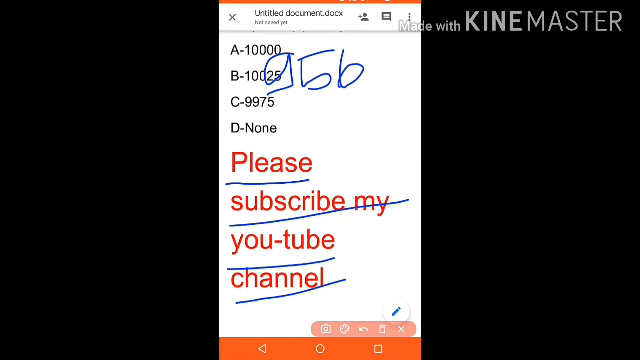 Untitled document.docx
Not saved yet
Made with KINEMASTER
A-10000
B-10025
956
C-9975
D-None
Please
subscribe my
you-tube
channel